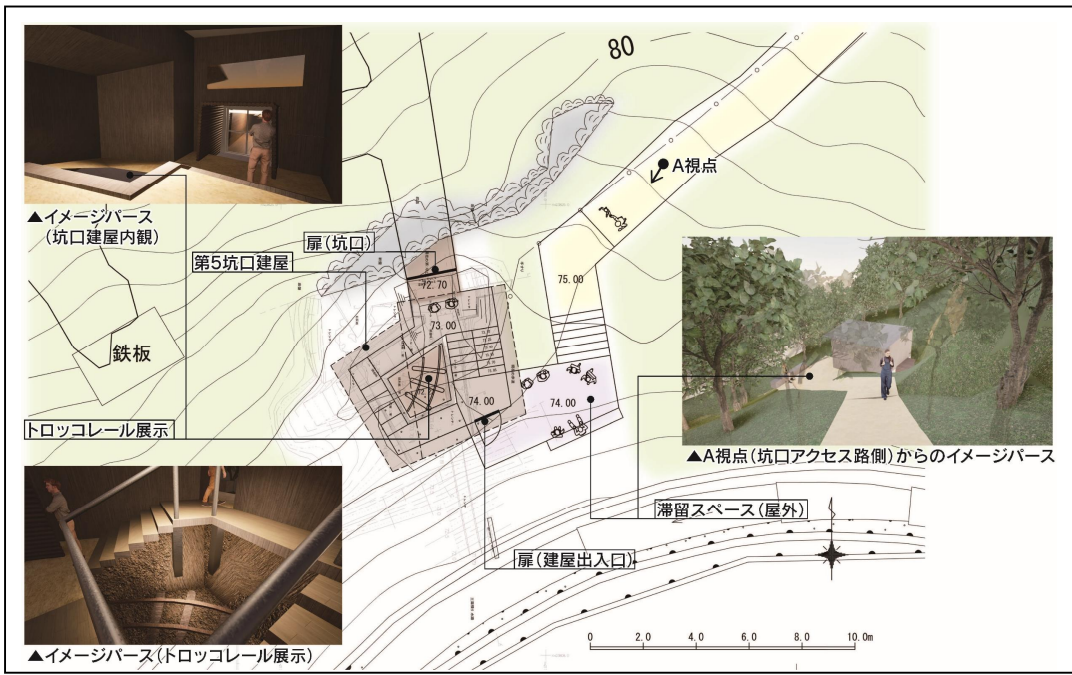 80
A視点
▲イメージパース
(坑口建屋内観)
扉(坑口)
第5坑口建屋
72.70
75.00
73.00
鉄板
74.00
74.00
トロッコレール展示
▲A視点(坑口アクセス路側)からのイメージパース
滞留スペース(屋外)
扉(建屋出入口)
0 2.0 4.0 6.0 8.0 10.0m
▲イメージパース(トロッコレール展示)